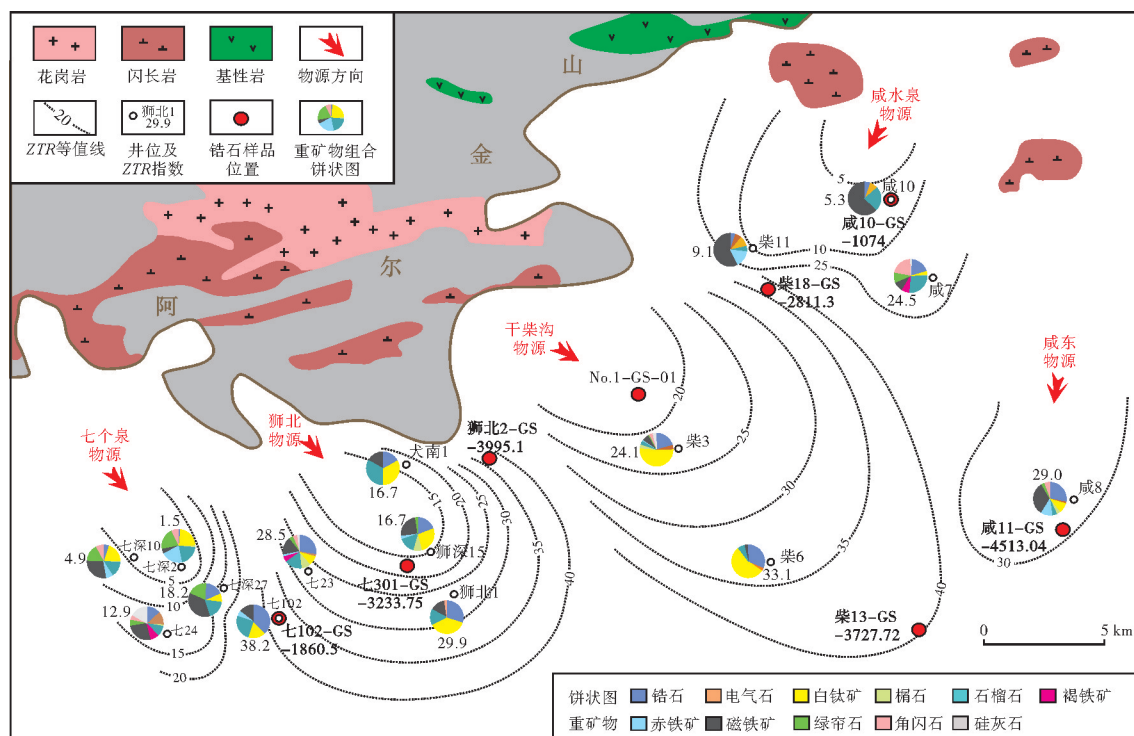 花岗岩
闪长岩
基性岩
物源方向
20
狮北1
29.9
ZTR等值线
井位及
ZTR指数
锆石样品
位置
重矿物组合
饼状图
山
金
尔
阿
咸水泉
物源
5
5.3
咸10
咸10-GS
-1074
柴11
9.1
10
25
柴18-GS
-2811.3
咸7
24.5
干柴沟
物源
No.1-GS-01
20
25
30
35
40
柴3
24.1
咸东
物源
29.0
咸8
咸11-GS
-4513.04
30
柴6
33.1
柴13-GS
-3727.72
狮北
物源
狮北2-GS
-3995.1
犬南1
16.7
15
20
25
30
35
40
16.7
狮深15
28.5
七23
七301-GS
-3233.75
狮北1
29.9
七个泉
物源
1.5
4.9
七深10
七深2
5
10
七深27
18.2
12.9
七24
15
20
七102
38.2
七102-GS
-1860.5
0
5 km
饼状图 锆石 电气石 白钛矿 榍石 石榴石 褐铁矿
重矿物 赤铁矿 磁铁矿 绿帘石 角闪石 硅灰石